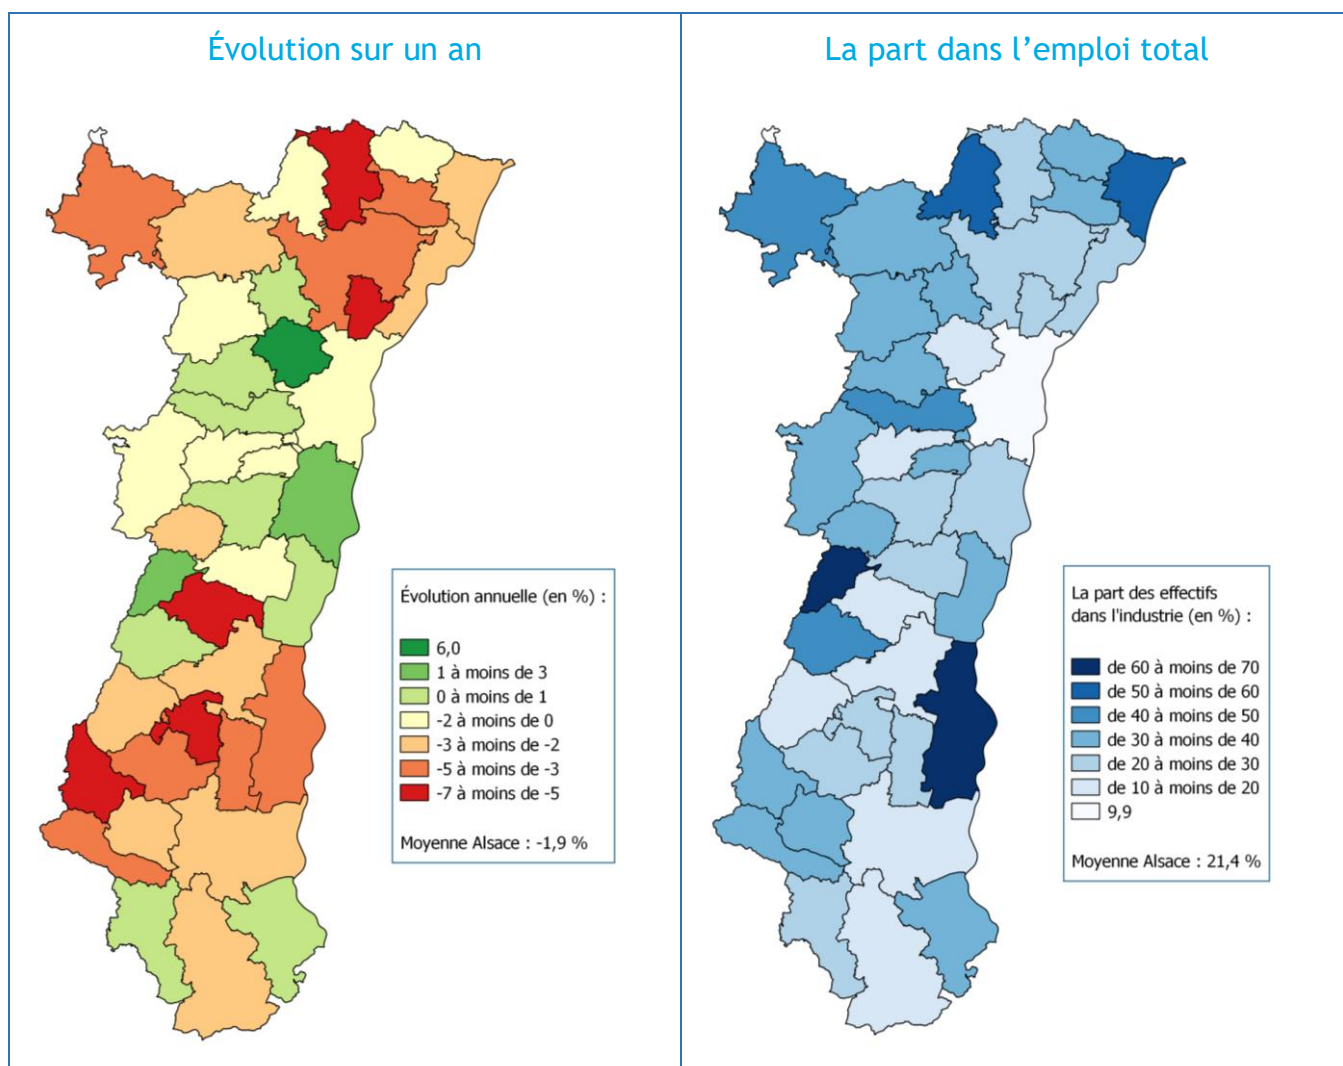 Évolution sur un an
Évolution annuelle (en %) :
6,0
1 à moins de 3
0 à moins de 1
-2 à moins de 0
-3 à moins de -2
-5 à moins de -3
-7 à moins de -5
Moyenne Alsace : -1,9 %
La part dans l’emploi total
La part des effectifs
dans l'industrie (en %) :
de 60 à moins de 70
de 50 à moins de 60
de 40 à moins de 50
de 30 à moins de 40
de 20 à moins de 30
de 10 à moins de 20
9,9
Moyenne Alsace : 21,4 %